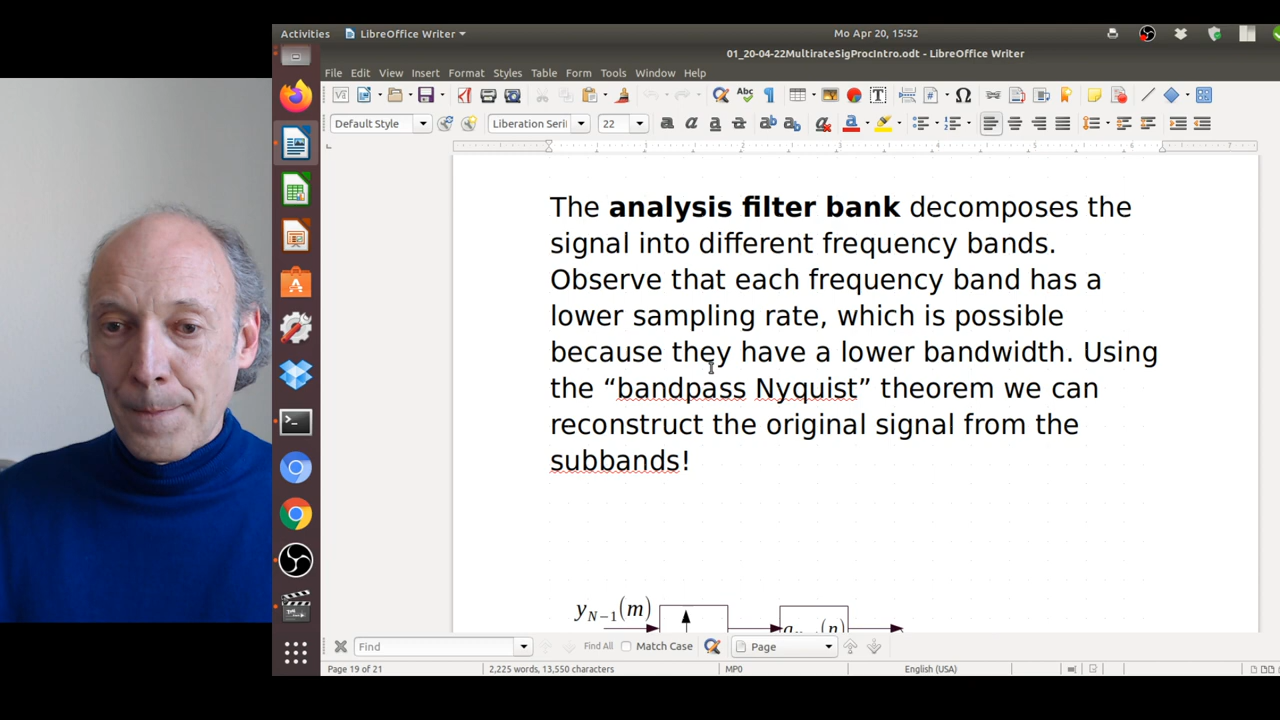 Activities
LibreOffice Writer
Mo Apr 20, 15:52
01_20-04-22MultirateSigProcIntro.odt - LibreOffice Writer
File Edit View Insert Format Styles Table Form Tools Window Help
Default Style
Liberation Seri
22
The analysis filter bank decomposes the
signal into different frequency bands.
Observe that each frequency band has a
lower sampling rate, which is possible
because they have a lower bandwidth. Using
the “bandpass Nyquist” theorem we can
reconstruct the original signal from the
subbands!
y_{N−1}(m)
Find
Find All
Match Case
Page
Page 19 of 21
2,225 words, 13,550 characters
MP0
English (USA)